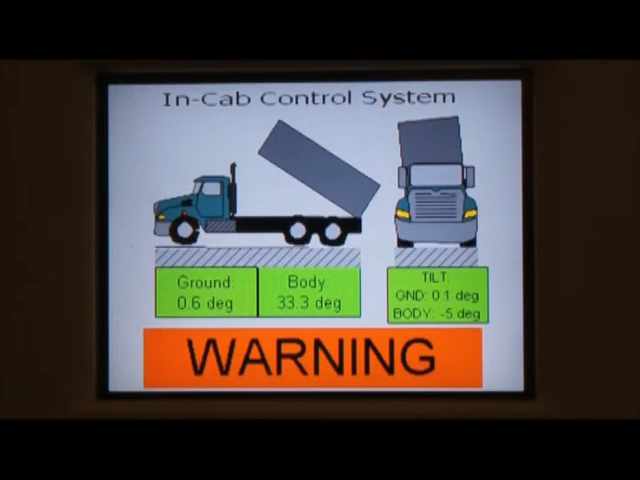 In-Cab Control System
Ground:
0.6 deg
Body:
33.3 deg
TILT:
GND: 0.1 deg
BODY: -5 deg
WARNING